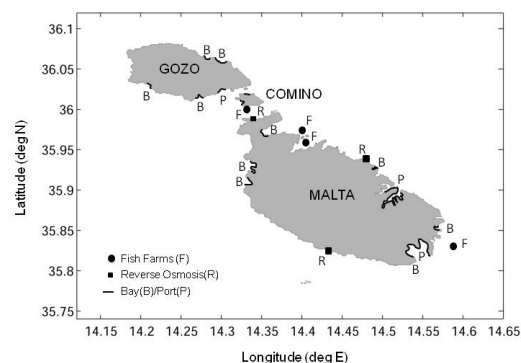 36.1
36.05
36
35.95
35.9
35.85
35.8
35.75
Latitude (deg N)
B B
GOZO
B
B P
COMINO
F R
F
F
B
R
B
B
B
P
MALTA
B
F
R
P
B
Fish Farms (F)
Reverse Osmosis(R)
Bay(B)/Port(P)
14.15 14.2 14.25 14.3 14.35 14.4 14.45 14.5 14.55 14.6 14.65
Longitude (deg E)